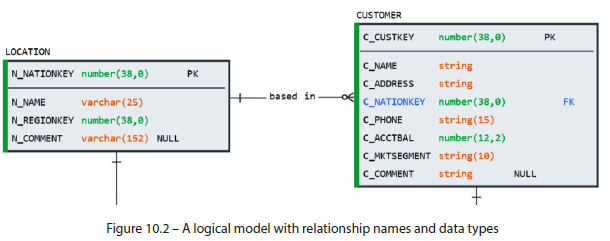 LOCATION
N_NATIONKEY number(38,0) PK
N_NAME varchar(25)
N_REGIONKEY number(38,0)
N_COMMENT varchar(152) NULL
based in
CUSTOMER
C_CUSTKEY number(38,0) PK
C_NAME string
C_ADDRESS string
C_NATIONKEY number(38,0) FK
C_PHONE string(15)
C_ACCTBAL number(12,2)
C_MKTSEGMENT string(10)
C_COMMENT string NULL
Figure 10.2 – A logical model with relationship names and data types